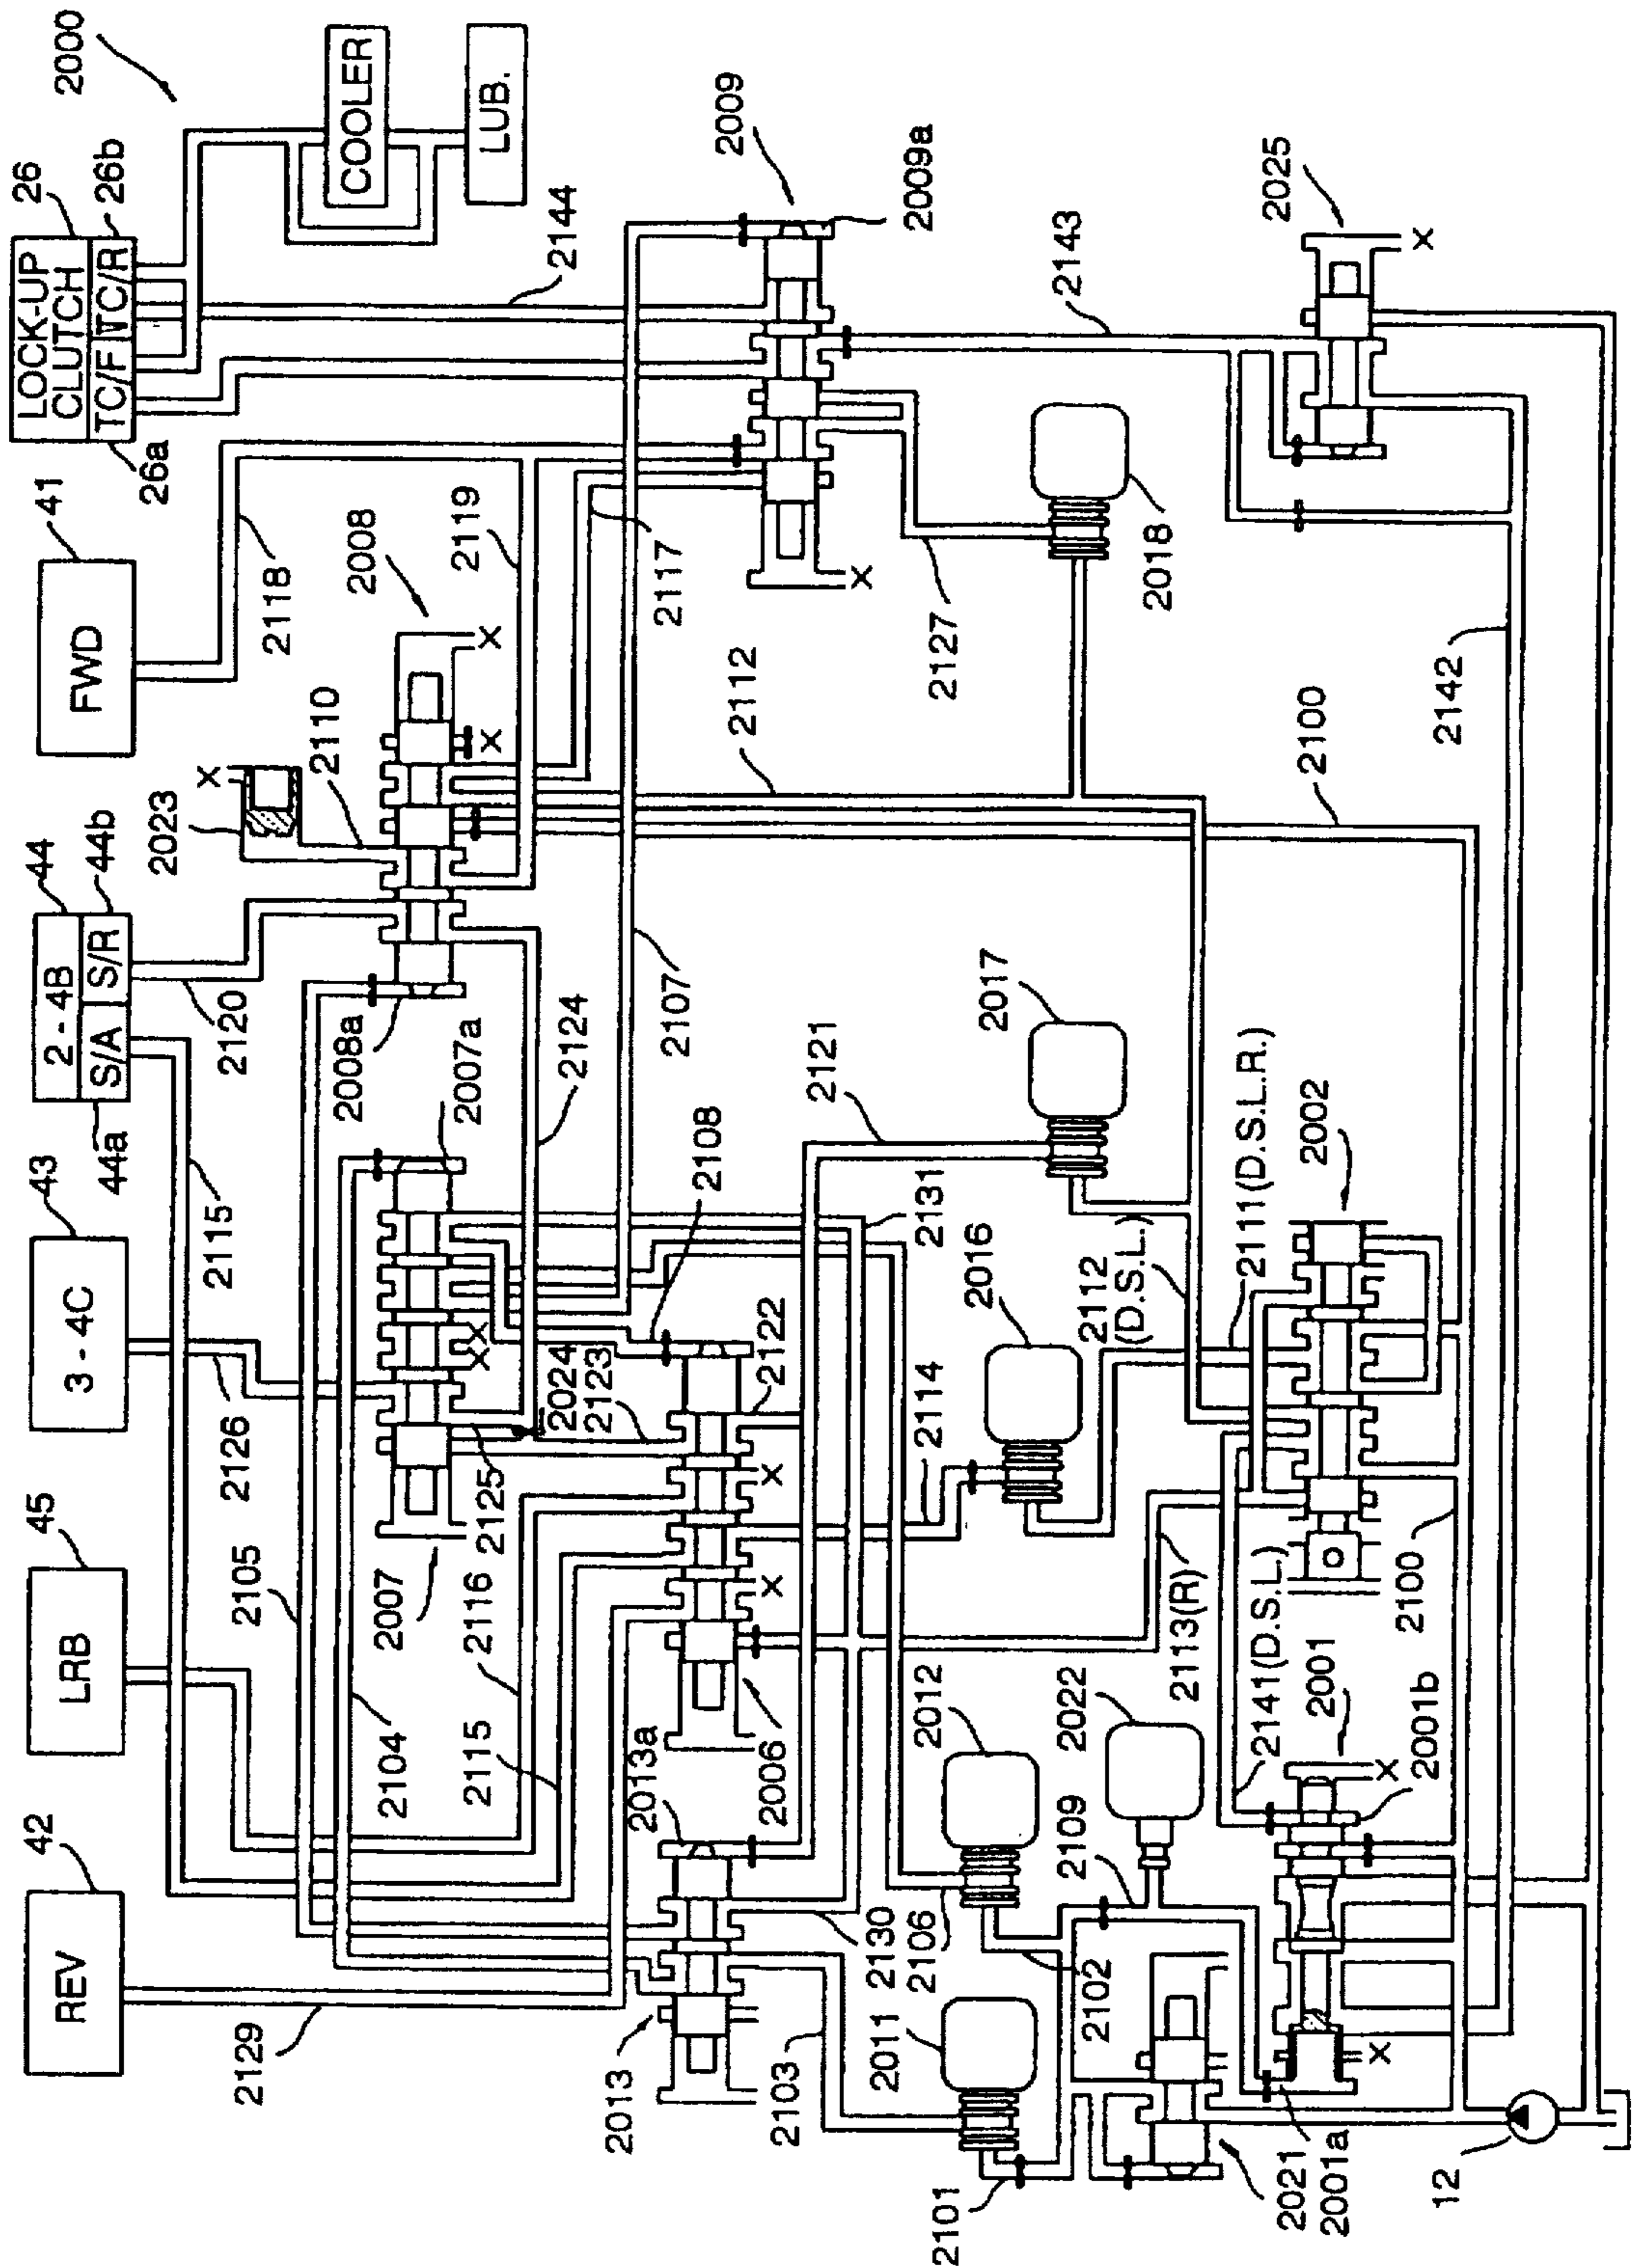 2000
26
LOCK-UP
CLUTCH
TC/F
TC/R
26b
26a
COOLER
LUB.
41
FWD
2118
2144
2009
2009a
2119
2008
2117
2143
2025
X
X
X
X
2127
2018
2142
2023
X
2110
2112
2100
44
2-4B
44b
S/A
S/R
44a
2120
2008a
2007a
2124
2107
2017
2121
43
3-4C
2115
2108
2131
2016
2112
(D.S.L.)
2111(D.S.L.R.)
2002
2126
X
X
2024
2123
2122
2125
X
2114
45
LRB
2105
2007
2116
X
2113(R)
2141(D.S.L)
2100
2104
2115
2013a
2006
2012
2022
2001
2001b
X
42
REV
2129
2109
2130
2106
2102
2013
2103
2011
X
2101
2021
2001a
12